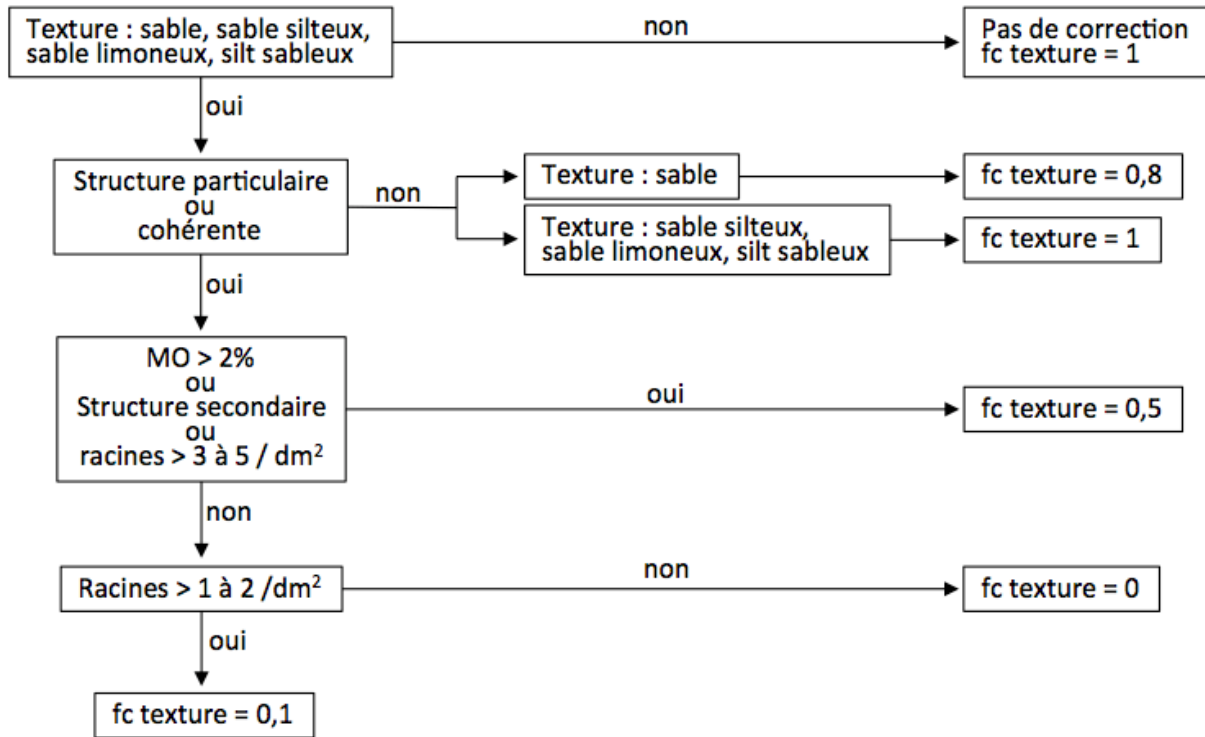 Texture : sable, sable silteux,
sable limoneux, silt sableux
non
Pas de correction
fc texture = 1
oui
Structure particulaire
ou
cohérente
non
Texture : sable
fc texture = 0,8
Texture : sable silteux,
sable limoneux, silt sableux
fc texture = 1
oui
MO > 2%
ou
Structure secondaire
ou
racines > 3 à 5 / dm²
oui
fc texture = 0,5
non
Racines > 1 à 2 /dm²
non
fc texture = 0
oui
fc texture = 0,1